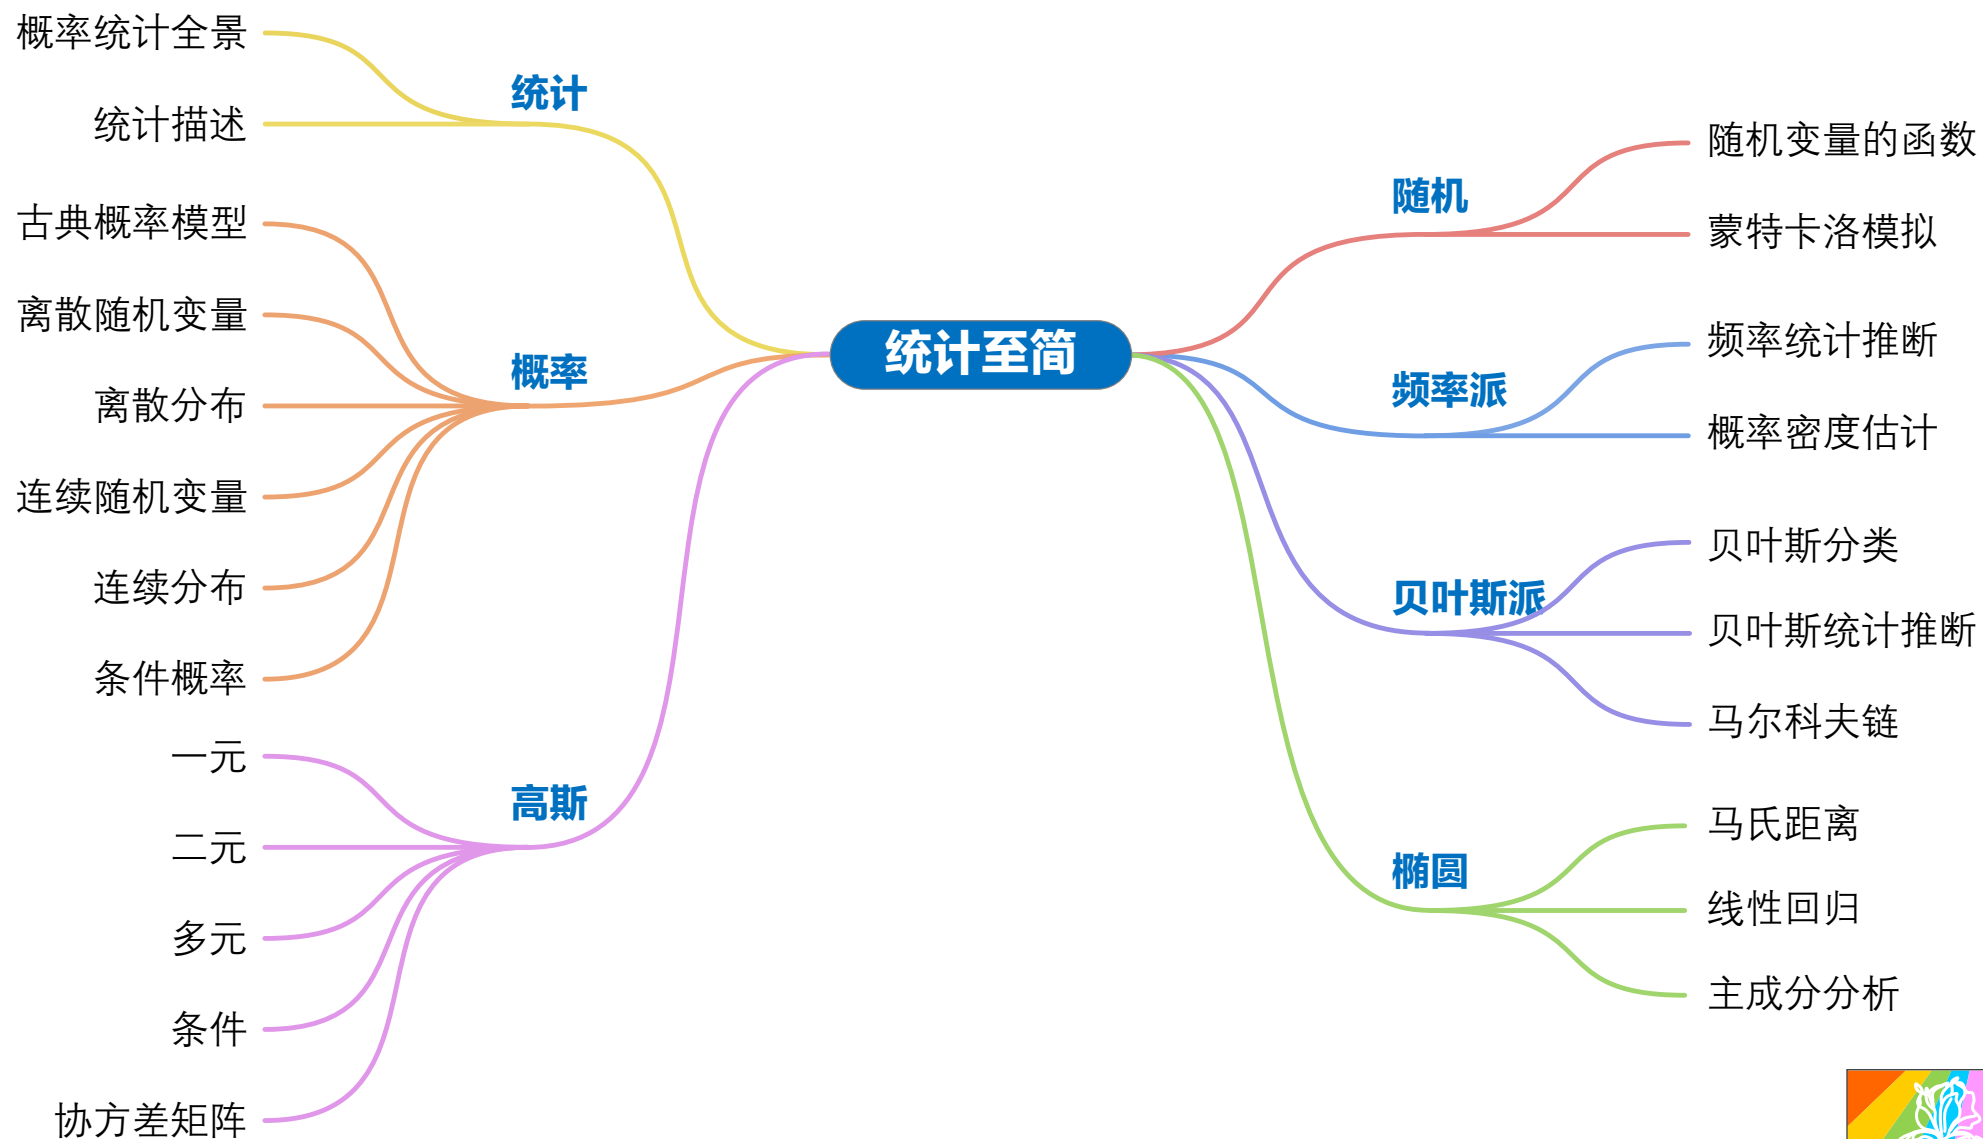 统计至简
统计
概率统计全景
统计描述
概率
古典概率模型
离散随机变量
离散分布
连续随机变量
连续分布
条件概率
高斯
一元
二元
多元
条件
协方差矩阵
随机
随机变量的函数
蒙特卡洛模拟
频率派
频率统计推断
概率密度估计
贝叶斯派
贝叶斯分类
贝叶斯统计推断
马尔科夫链
椭圆
马氏距离
线性回归
主成分分析